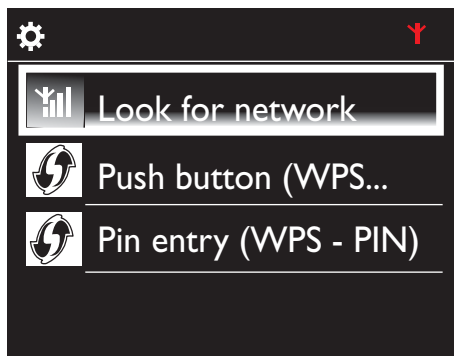 Look for network
Push button (WPS...
Pin entry (WPS - PIN)